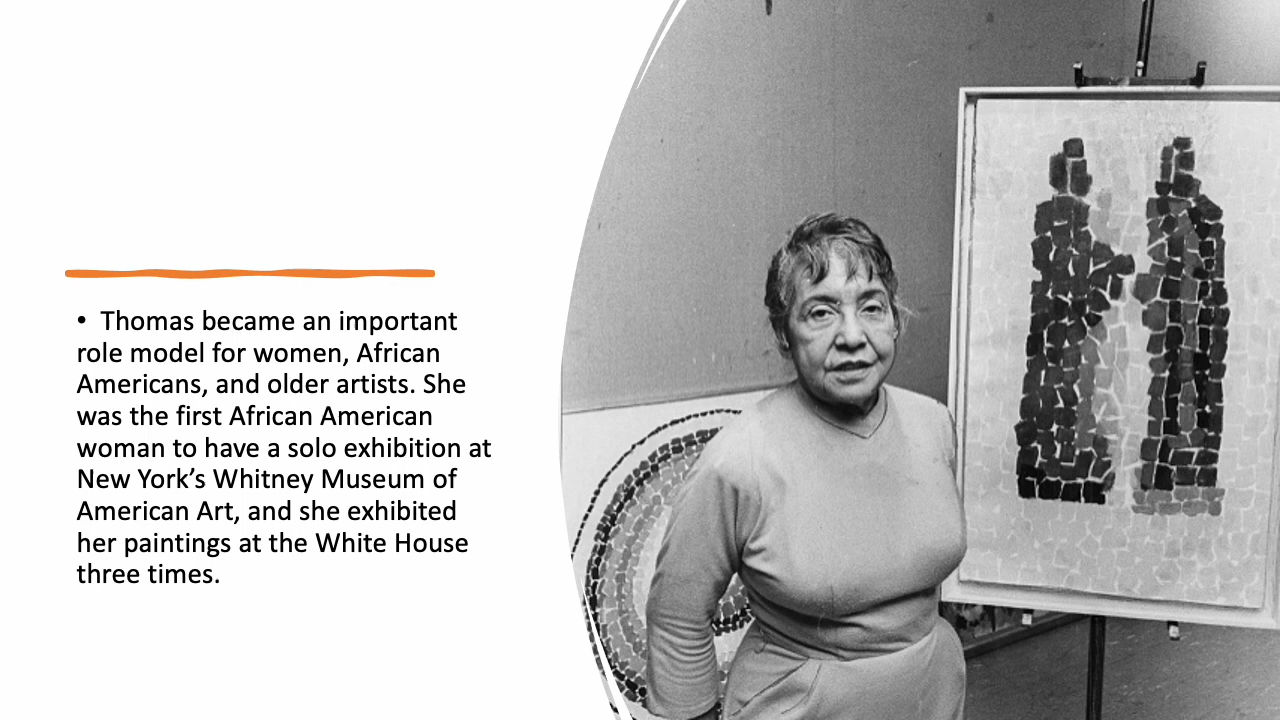 • Thomas became an important
role model for women, African
Americans, and older artists. She
was the first African American
woman to have a solo exhibition at
New York’s Whitney Museum of
American Art, and she exhibited
her paintings at the White House
three times.